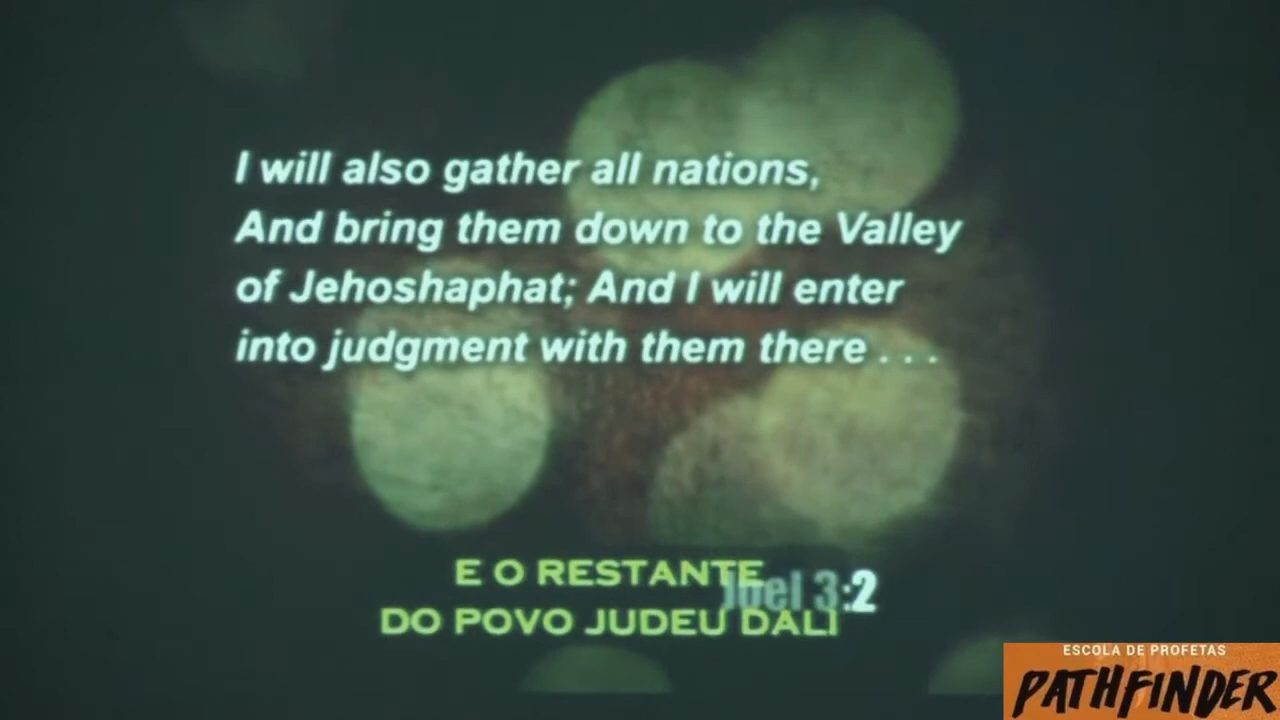 I will also gather all nations,
And bring them down to the Valley
of Jehoshaphat; And I will enter
into judgment with them there . . .
Joel 3:2
E O RESTANTE
DO POVO JUDEU DALI
ESCOLA DE PROFETAS
PATHFINDER